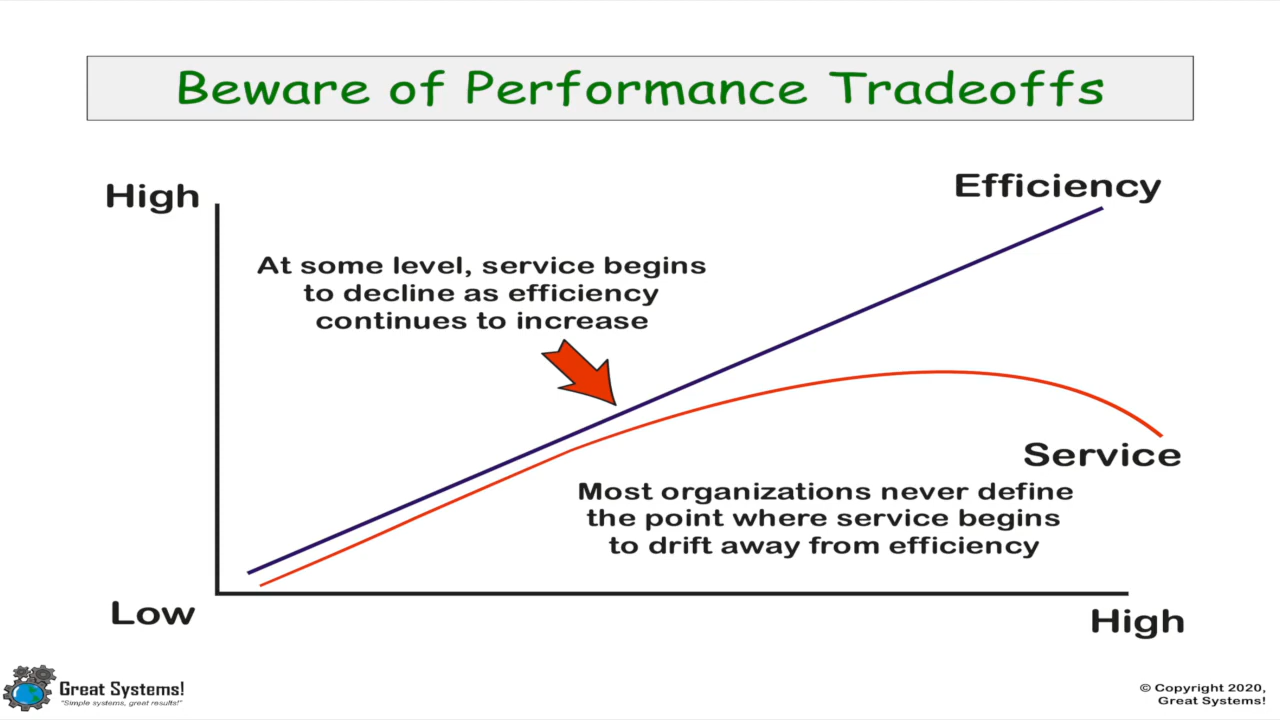 Beware of Performance Tradeoffs
High
Efficiency
At some level, service begins
to decline as efficiency
continues to increase
Service
Most organizations never define
the point where service begins
to drift away from efficiency
Low
High
Great Systems!
"Simple systems, great results!"
© Copyright 2020,
Great Systems!